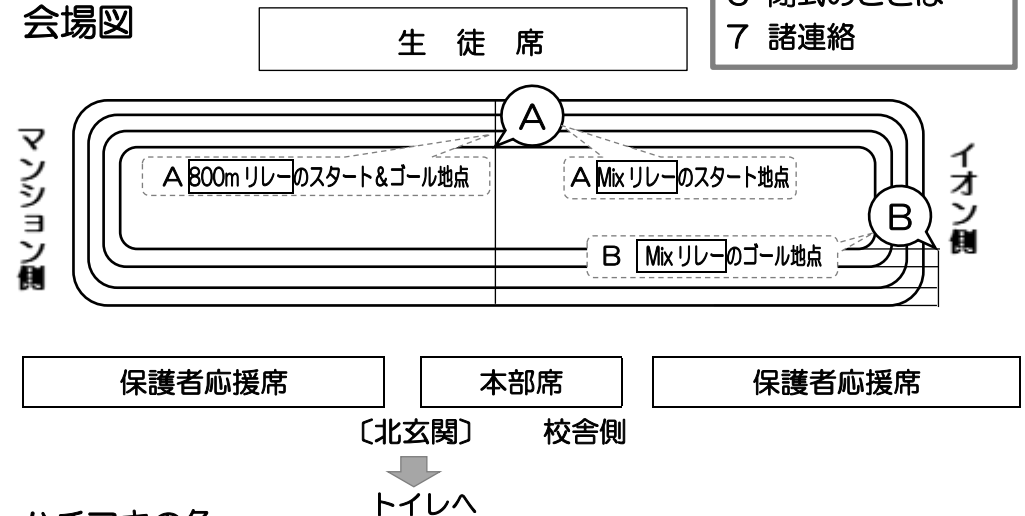 会場図
7 諸連絡
生 徒 席
マンション側
イオン側
A
A 800m リレーのスタート&ゴール地点
A Mix リレーのスタート地点
B
B Mix リレーのゴール地点
保護者応援席
本部席
保護者応援席
〔北玄関〕 校舎側
トイレへ